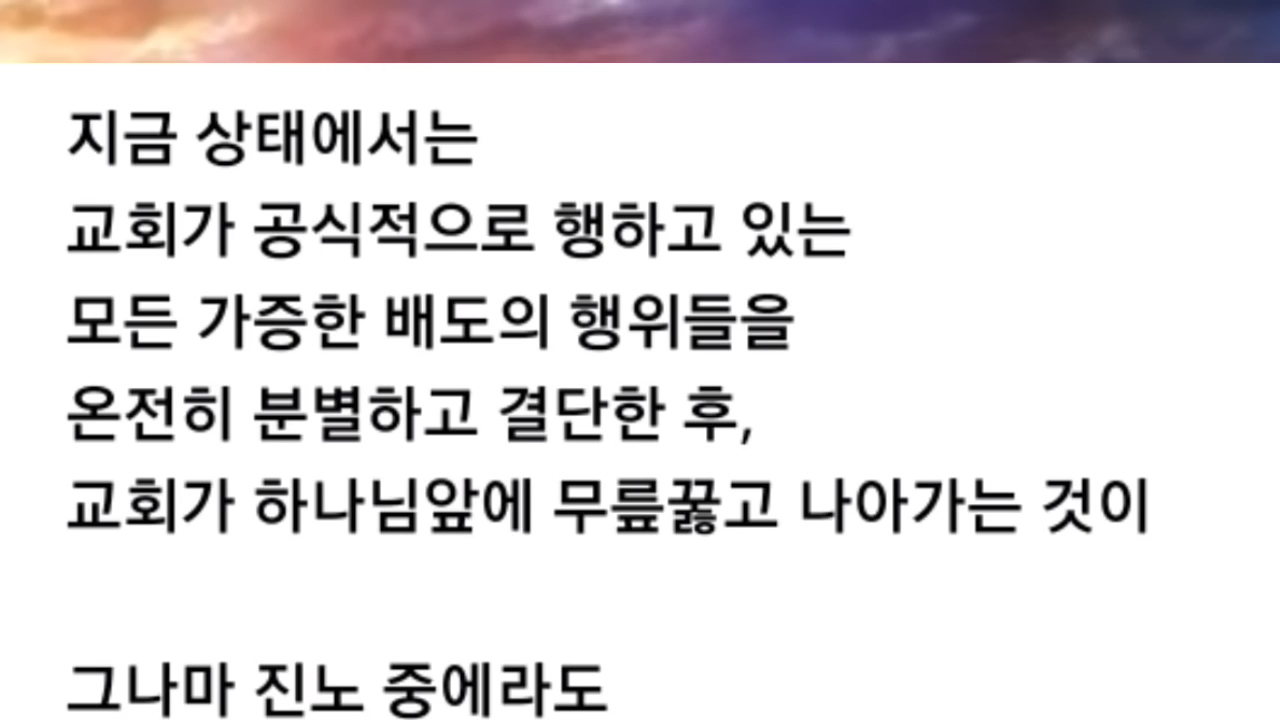 지금 상태에서는
교회가 공식적으로 행하고 있는
모든 가증한 배도의 행위들을
온전히 분별하고 결단한 후,
교회가 하나님앞에 무릎꿇고 나아가는 것이
그나마 진노 중에라도